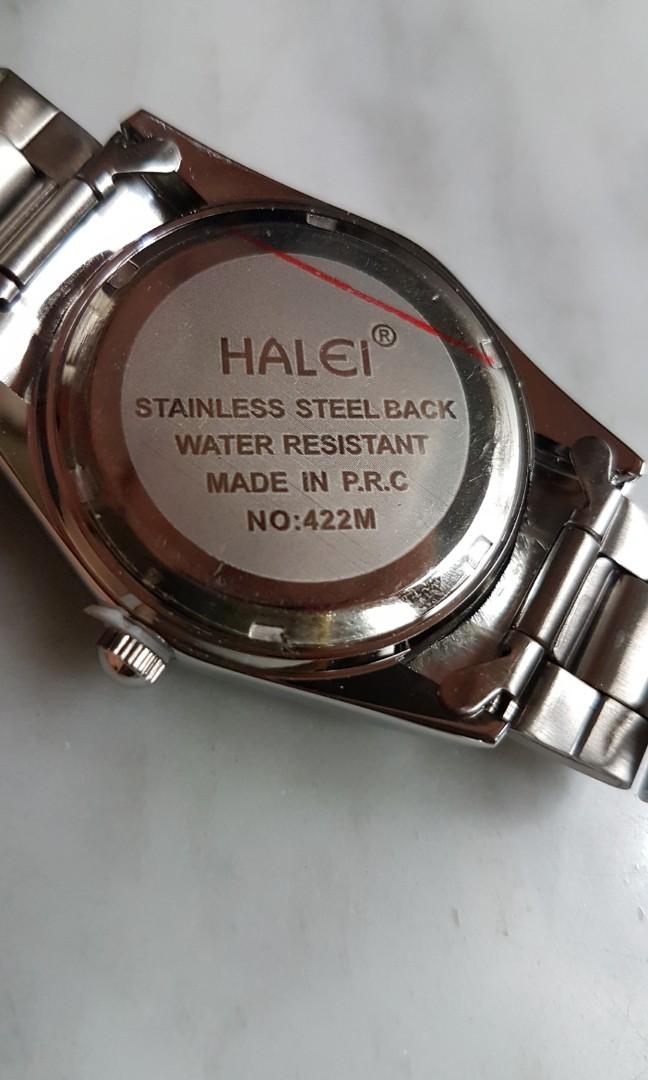 HALEI®
STAINLESS STEEL BACK
WATER RESISTANT
MADE IN P.R.C
NO:422M